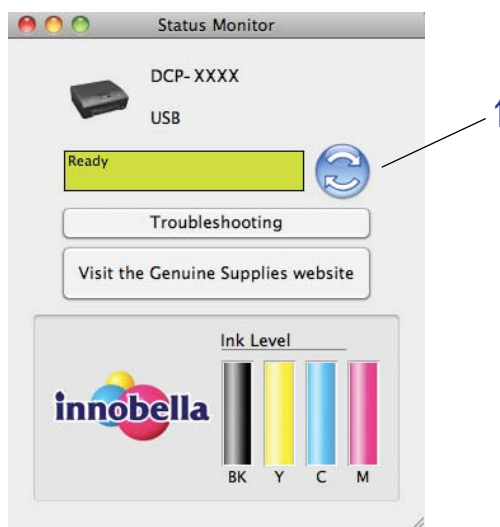 Status Monitor
DCP-XXXX
USB
Ready
1
Troubleshooting
Visit the Genuine Supplies website
Ink Level
innobella
BK Y C M